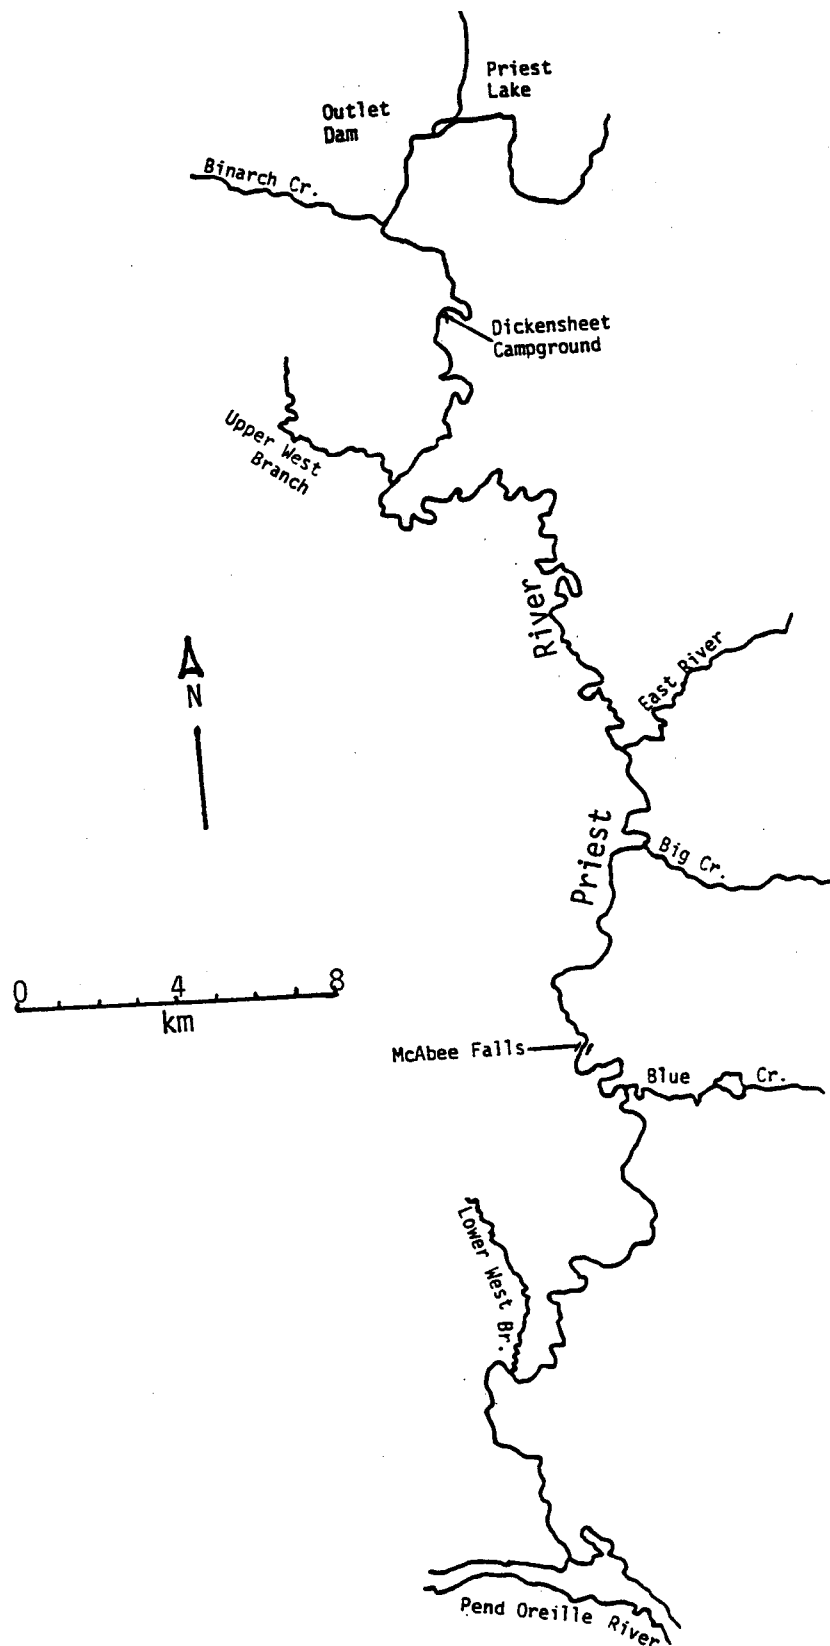 Priest
Lake
Outlet
Dam
Binarch Cr.
Dickensheet
Campground
Upper West
Branch
River
East River
N
Priest
Big Cr.
0 4 8
km
McAbee Falls
Blue Cr.
Lower West Br.
Pend Oreille River